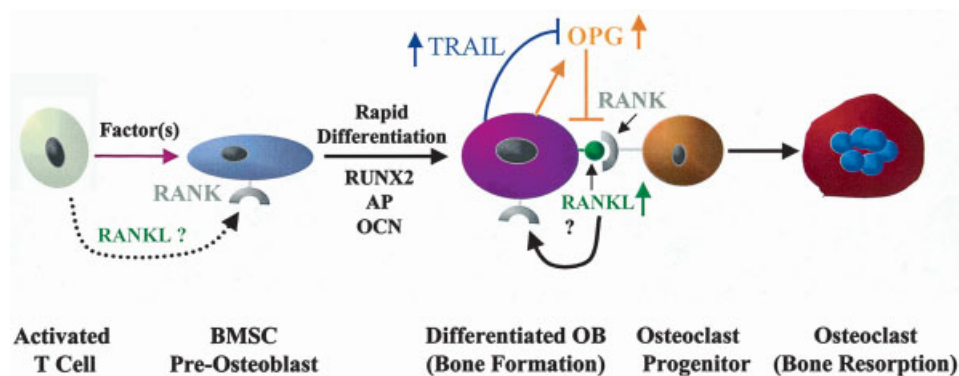 TRAIL
OPG
RANK
Factor(s)
Rapid
Differentiation
RANK
RUNX2
AP
OCN
RANKL ?
RANKL
?
Activated
T Cell
BMSC
Pre-Osteoblast
Differentiated OB
(Bone Formation)
Osteoclast
Progenitor
Osteoclast
(Bone Resorption)